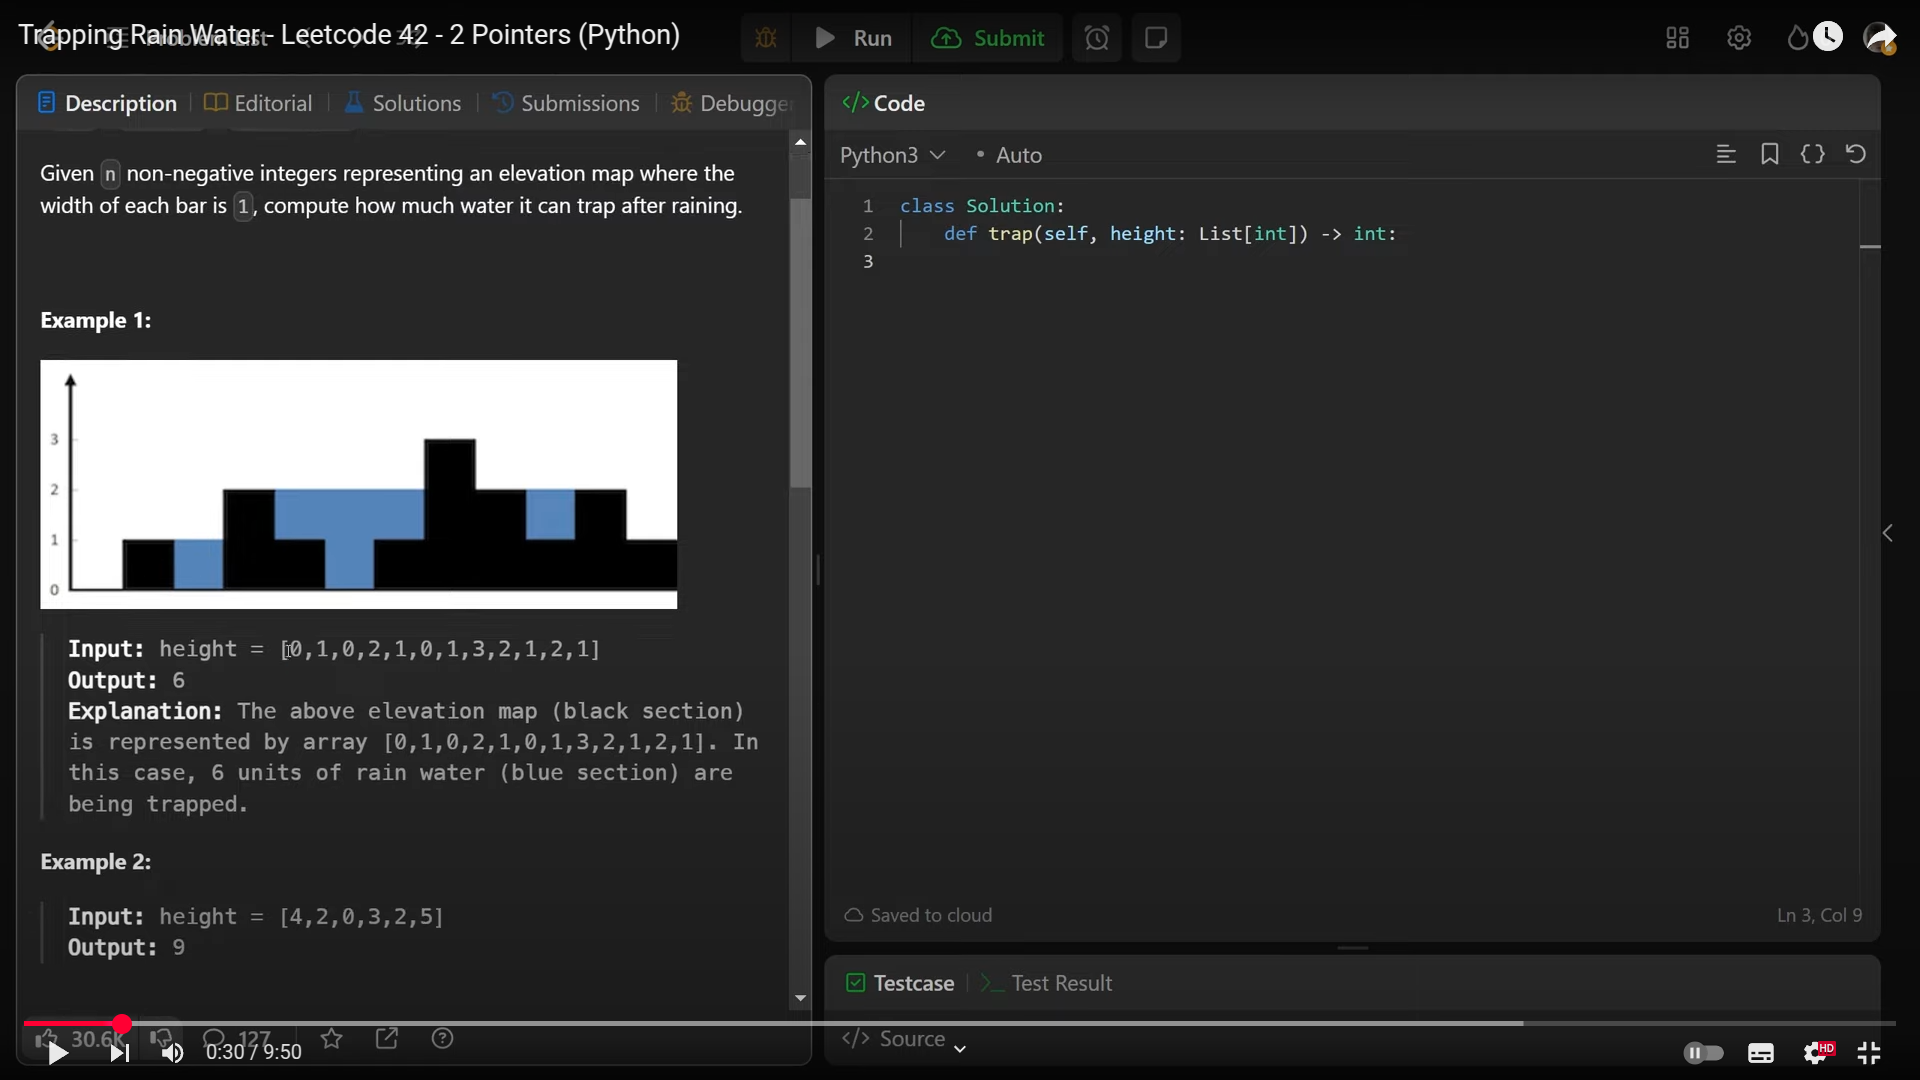 Trapping Rain Water - Leetcode 42 - 2 Pointers (Python)
Run
Submit
Description
Editorial
Solutions
Submissions
Debugger
Given n non-negative integers representing an elevation map where the
width of each bar is 1, compute how much water it can trap after raining.
Example 1:
3
2
1
0
Input: height = [0,1,0,2,1,0,1,3,2,1,2,1]
Output: 6
Explanation: The above elevation map (black section)
is represented by array [0,1,0,2,1,0,1,3,2,1,2,1]. In
this case, 6 units of rain water (blue section) are
being trapped.
Example 2:
Input: height = [4,2,0,3,2,5]
Output: 9
30.6K
127
0:30 / 9:50
</> Code
Python3
• Auto
1 class Solution:
2 def trap(self, height: List[int]) -> int:
3
Saved to cloud
Ln 3, Col 9
Testcase
>_ Test Result
</> Source
HD